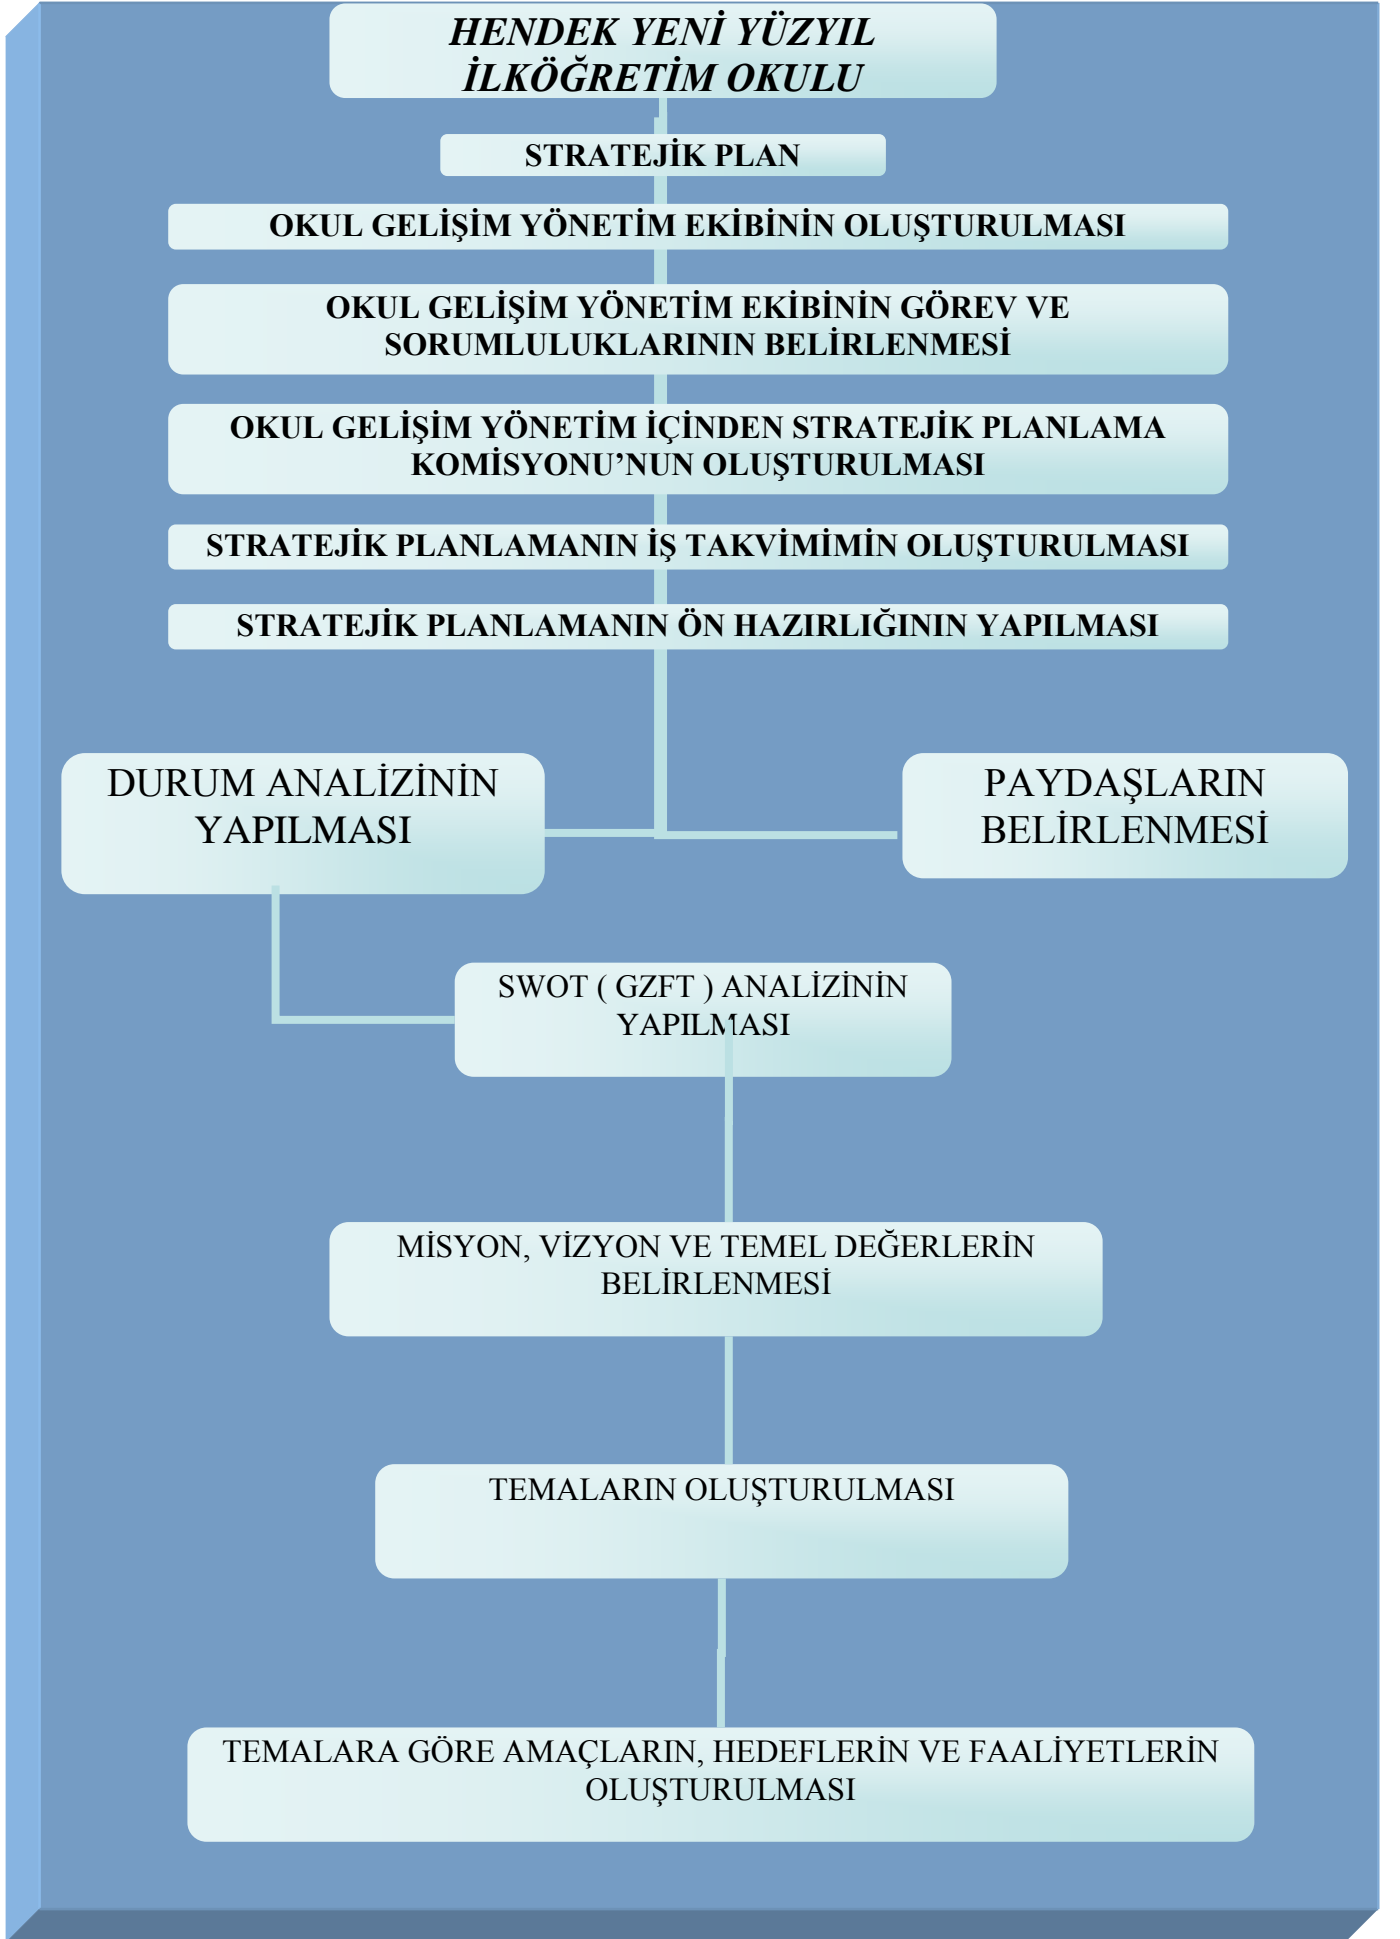 HENDEK YENİ YÜZYIL
İLKÖĞRETİM OKULU
STRATEJİK PLAN
OKUL GELİŞİM YÖNETİM EKİBİNİN OLUŞTURULMASI
OKUL GELİŞİM YÖNETİM EKİBİNİN GÖREV VE
SORUMLULUKLARININ BELİRLENMESİ
OKUL GELİŞİM YÖNETİM İÇİNDEN STRATEJİK PLANLAMA
KOMİSYONU’NUN OLUŞTURULMASI
STRATEJİK PLANLAMANIN İŞ TAKVİMİMİN OLUŞTURULMASI
STRATEJİK PLANLAMANIN ÖN HAZIRLIĞININ YAPILMASI
DURUM ANALİZİNİN
YAPILMASI
PAYDAŞLARIN
BELİRLENMESİ
SWOT ( GZFT ) ANALİZİNİN
YAPILMASI
MİSYON, VİZYON VE TEMEL DEĞERLERİN
BELİRLENMESİ
TEMALARIN OLUŞTURULMASI
TEMALARA GÖRE AMAÇLARIN, HEDEFLERİN VE FAALİYETLERİN
OLUŞTURULMASI